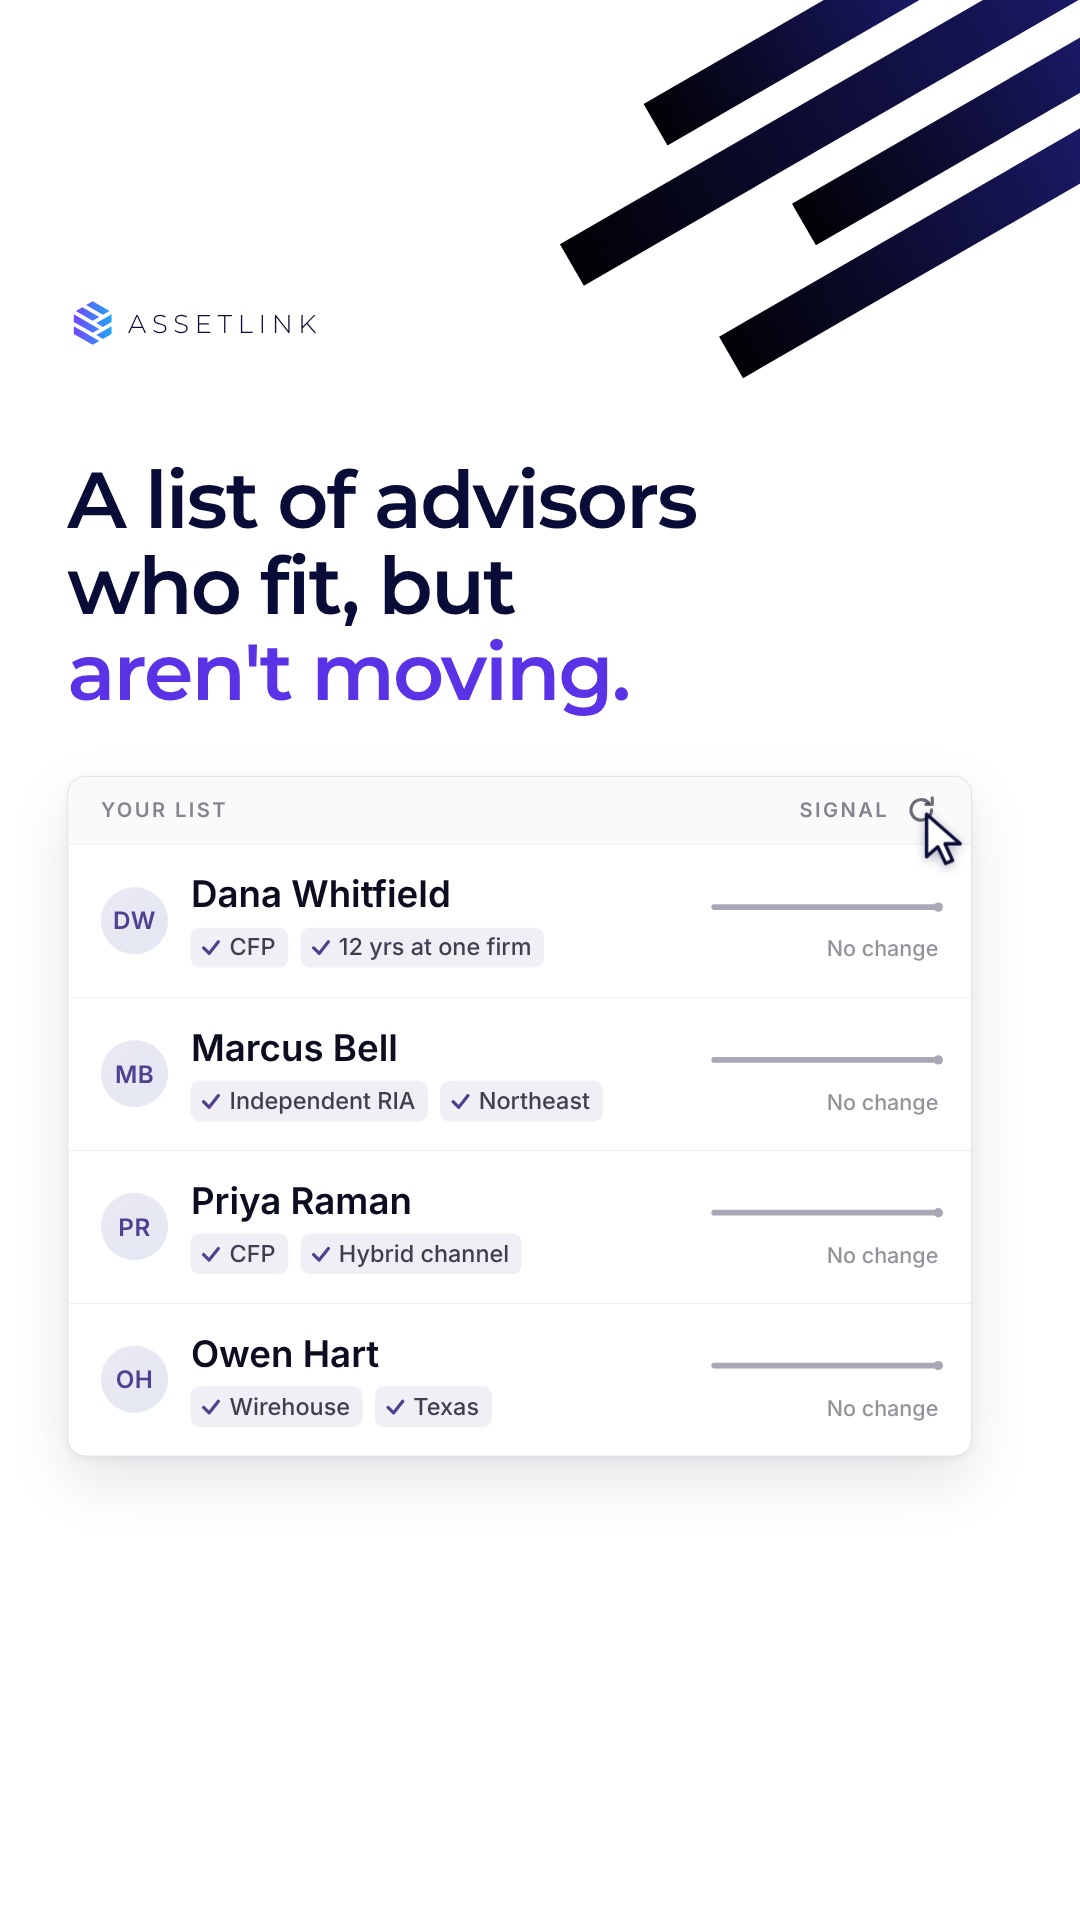 ASSETLINK
A list of advisors
who fit, but
aren't moving.
YOUR LIST SIGNAL
DW Dana Whitfield
CFP 12 yrs at one firm No change
MB Marcus Bell
Independent RIA Northeast No change
PR Priya Raman
CFP Hybrid channel No change
OH Owen Hart
Wirehouse Texas No change